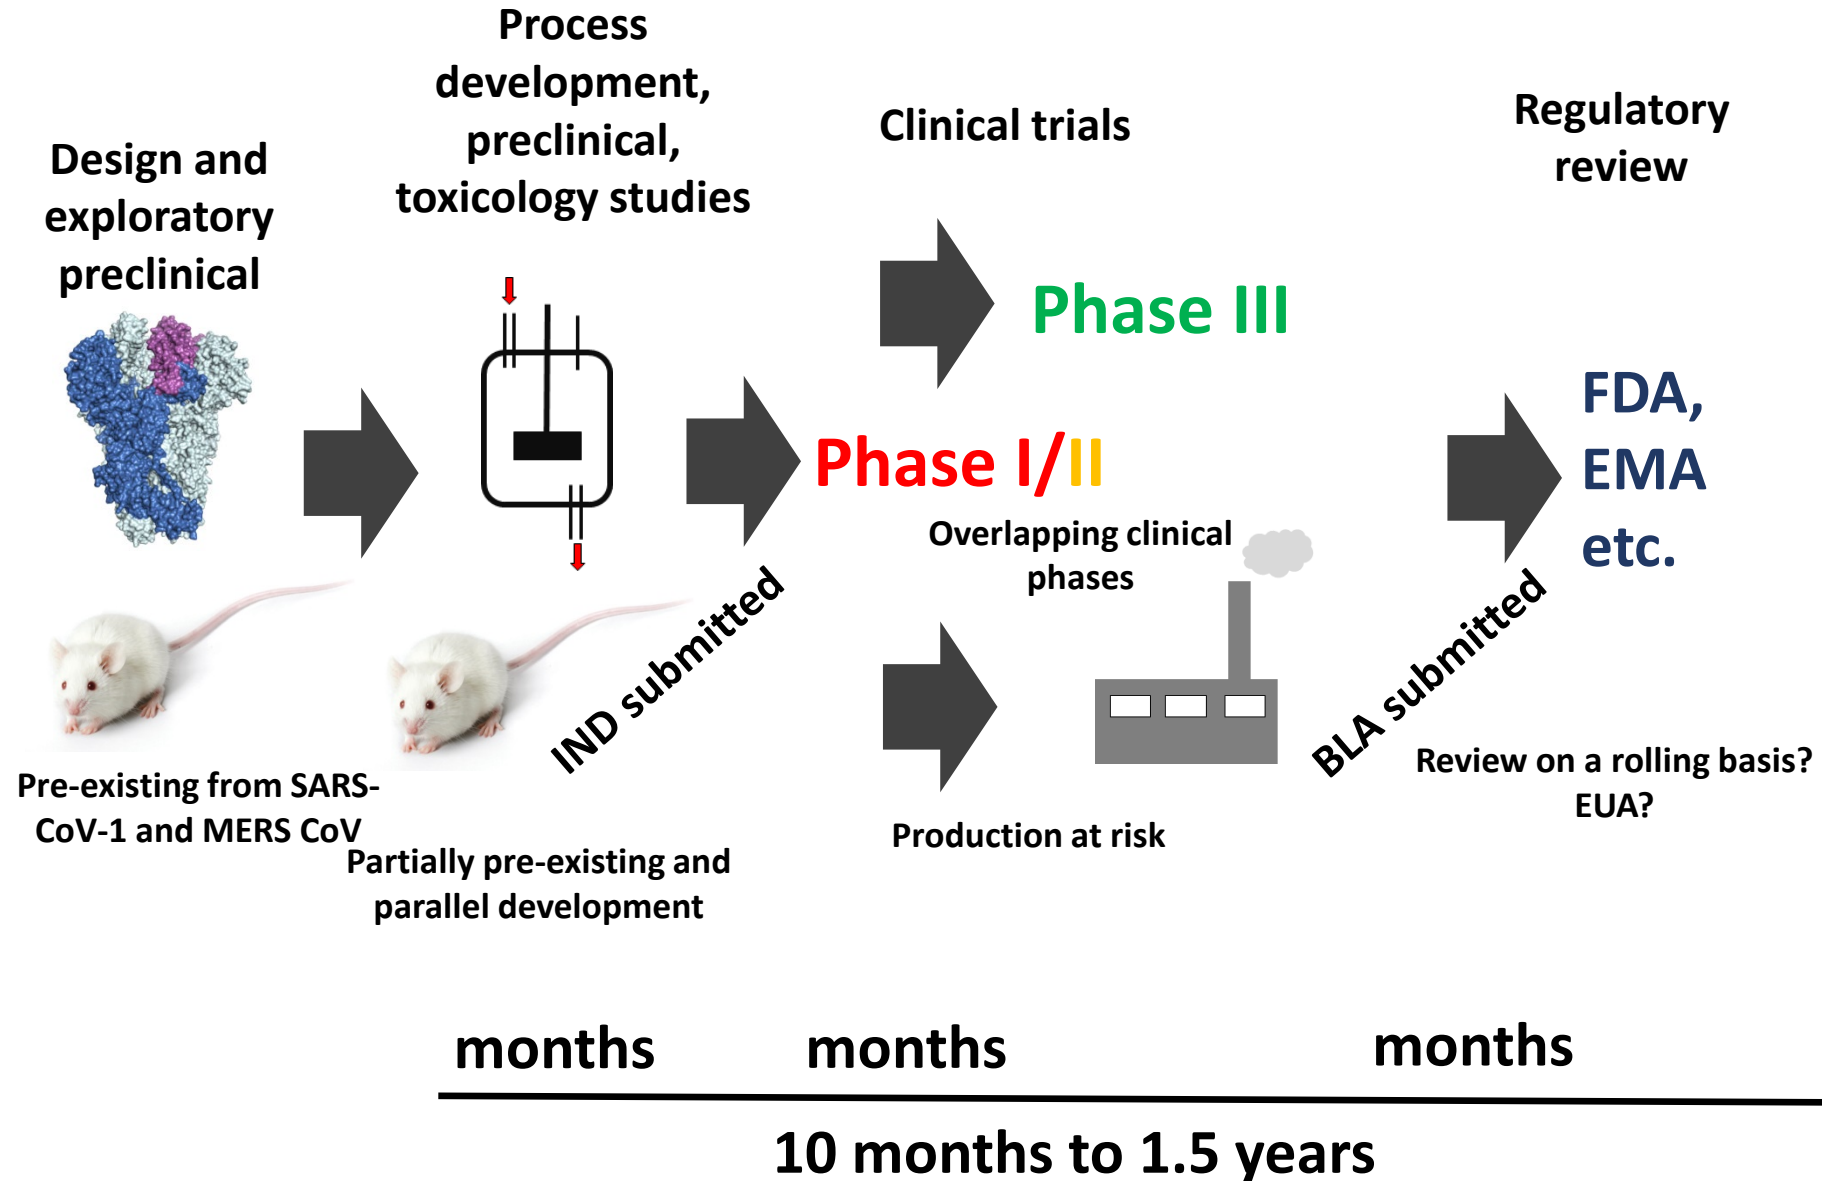 Design and
exploratory
preclinical
Process
development,
preclinical,
toxicology studies
Clinical trials
Regulatory
review
Phase III
Phase I/II
Overlapping clinical
phases
FDA,
EMA
etc.
IND submitted
BLA submitted
Pre-existing from SARS-
CoV-1 and MERS CoV
Partially pre-existing and
parallel development
Production at risk
Review on a rolling basis?
EUA?
months
months
months
10 months to 1.5 years